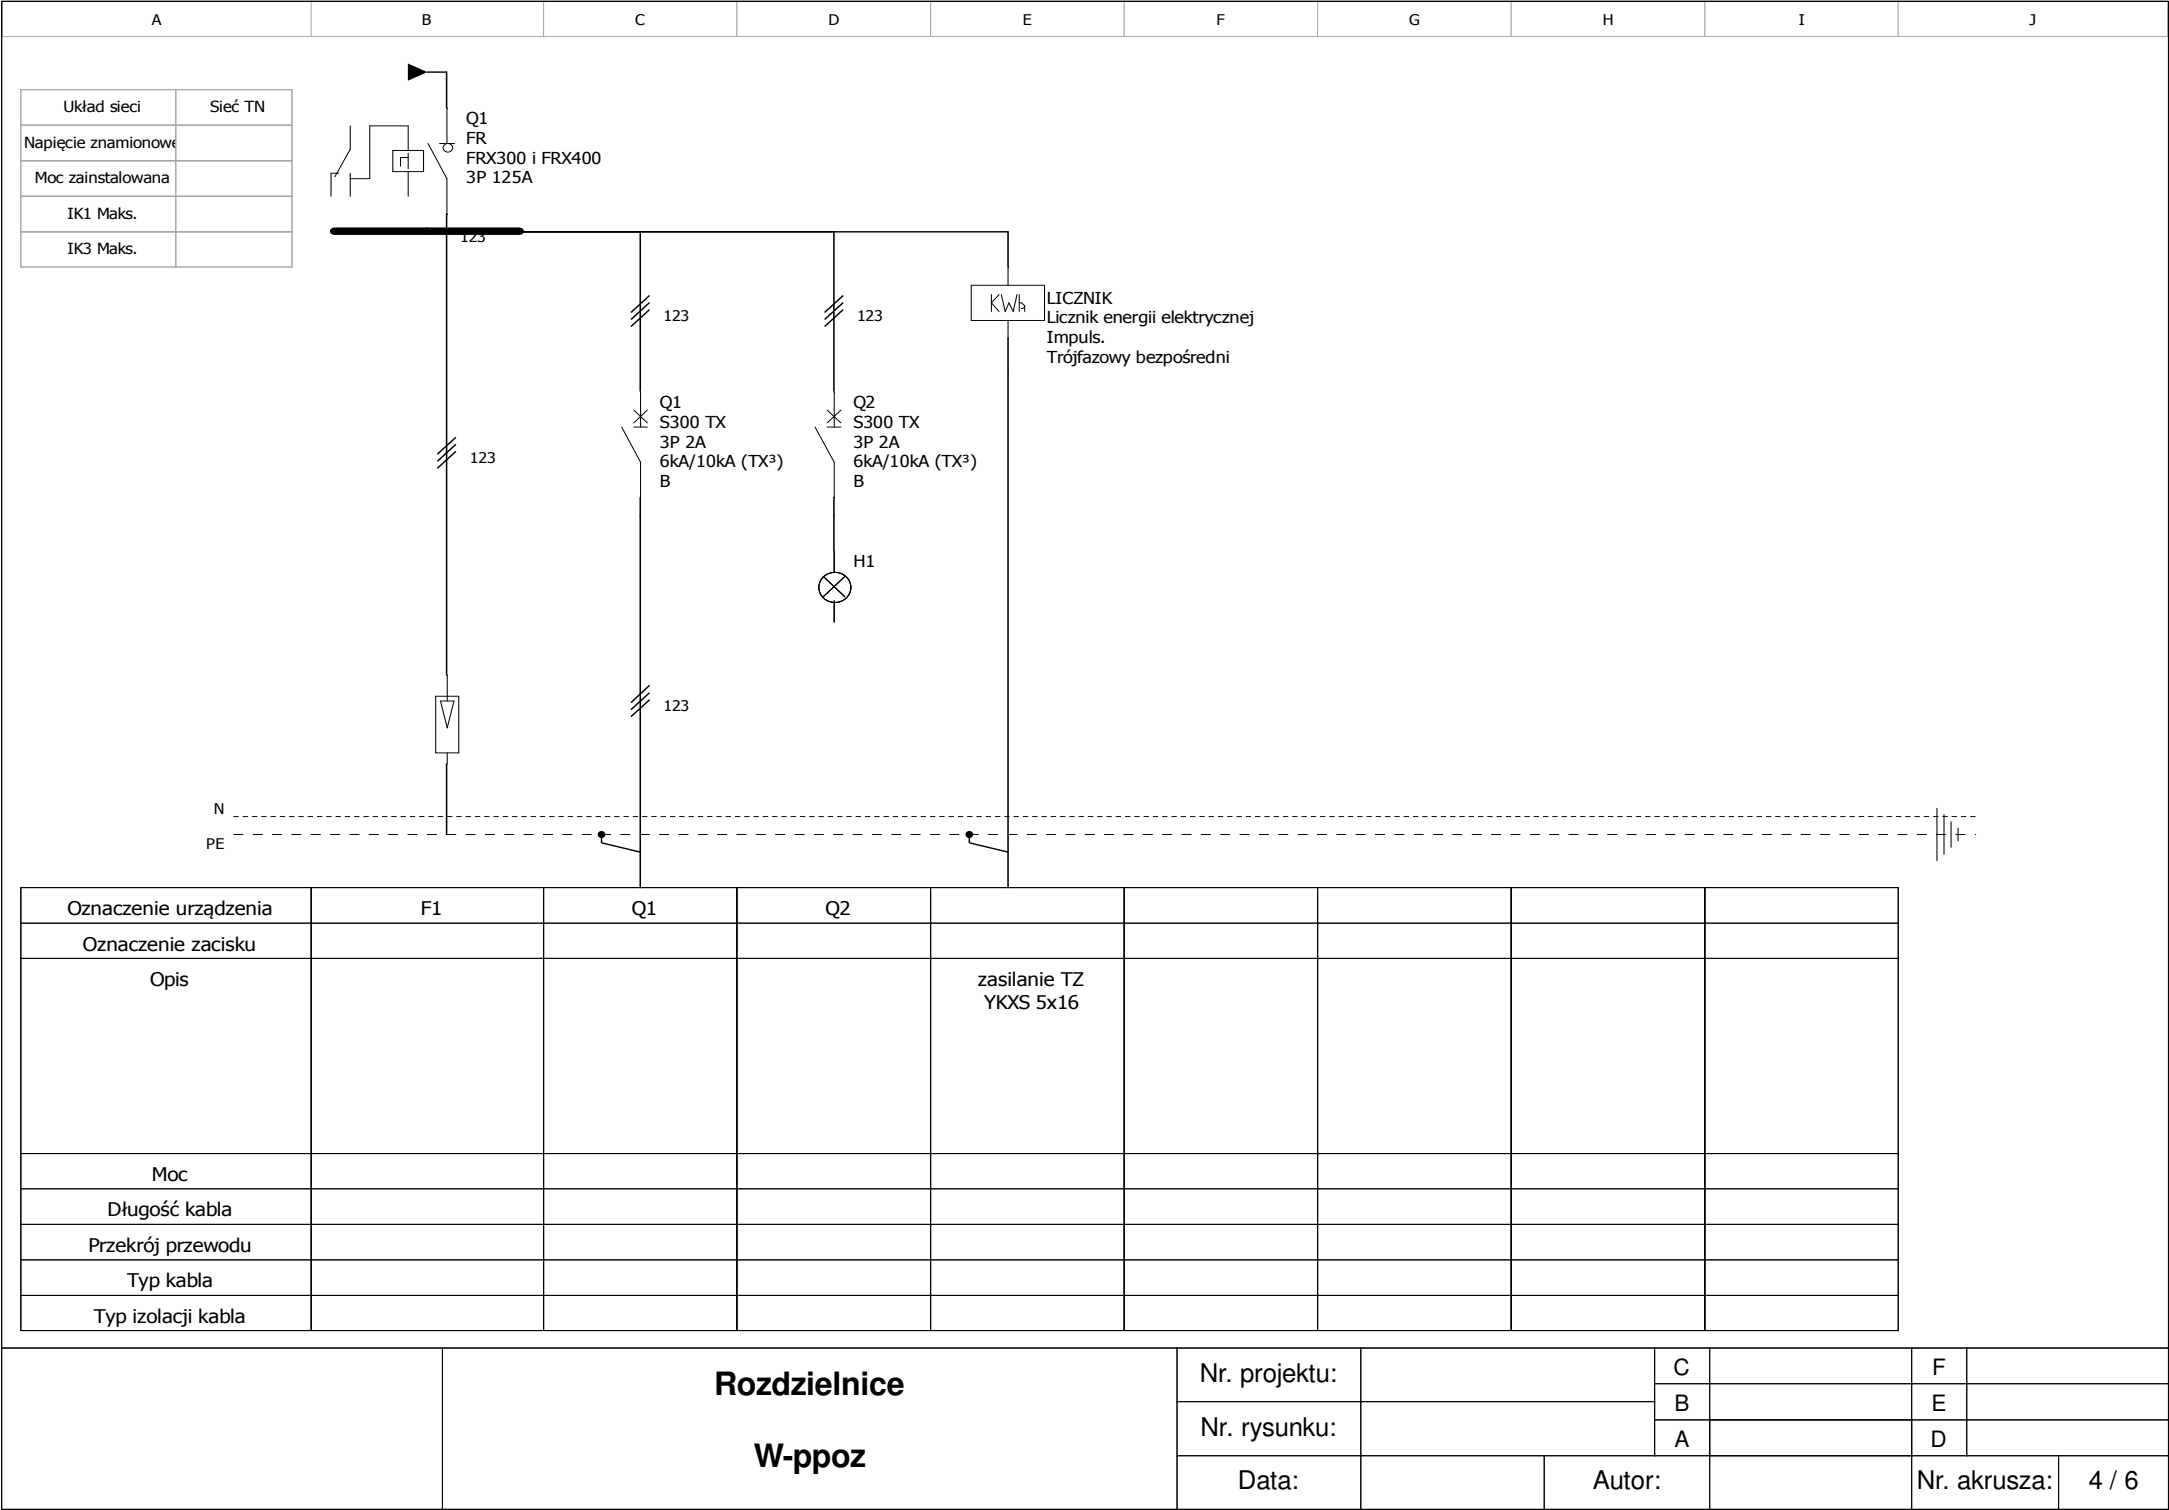 A B C D E F G H I J
Układ sieci Sieć TN
Napięcie znamionowe
Moc zainstalowana
IK1 Maks.
IK3 Maks.
Q1
FR
FRX300 i FRX400
3P 125A
123
123
123
123
KWh
LICZNIK
Licznik energii elektrycznej
Impuls.
Trójfazowy bezpośredni
Q1
S300 TX
3P 2A
6kA/10kA (TX³)
B
Q2
S300 TX
3P 2A
6kA/10kA (TX³)
B
H1
123
N
PE
Oznaczenie urządzenia F1 Q1 Q2
Oznaczenie zacisku
Opis zasilanie TZ
YKXS 5x16
Moc
Długość kabla
Przekrój przewodu
Typ kabla
Typ izolacji kabla
Rozdzielnice
W-ppoz
Nr. projektu:
Nr. rysunku:
Data:
Autor:
C
B
A
F
E
D
Nr. akrusza: 4 / 6